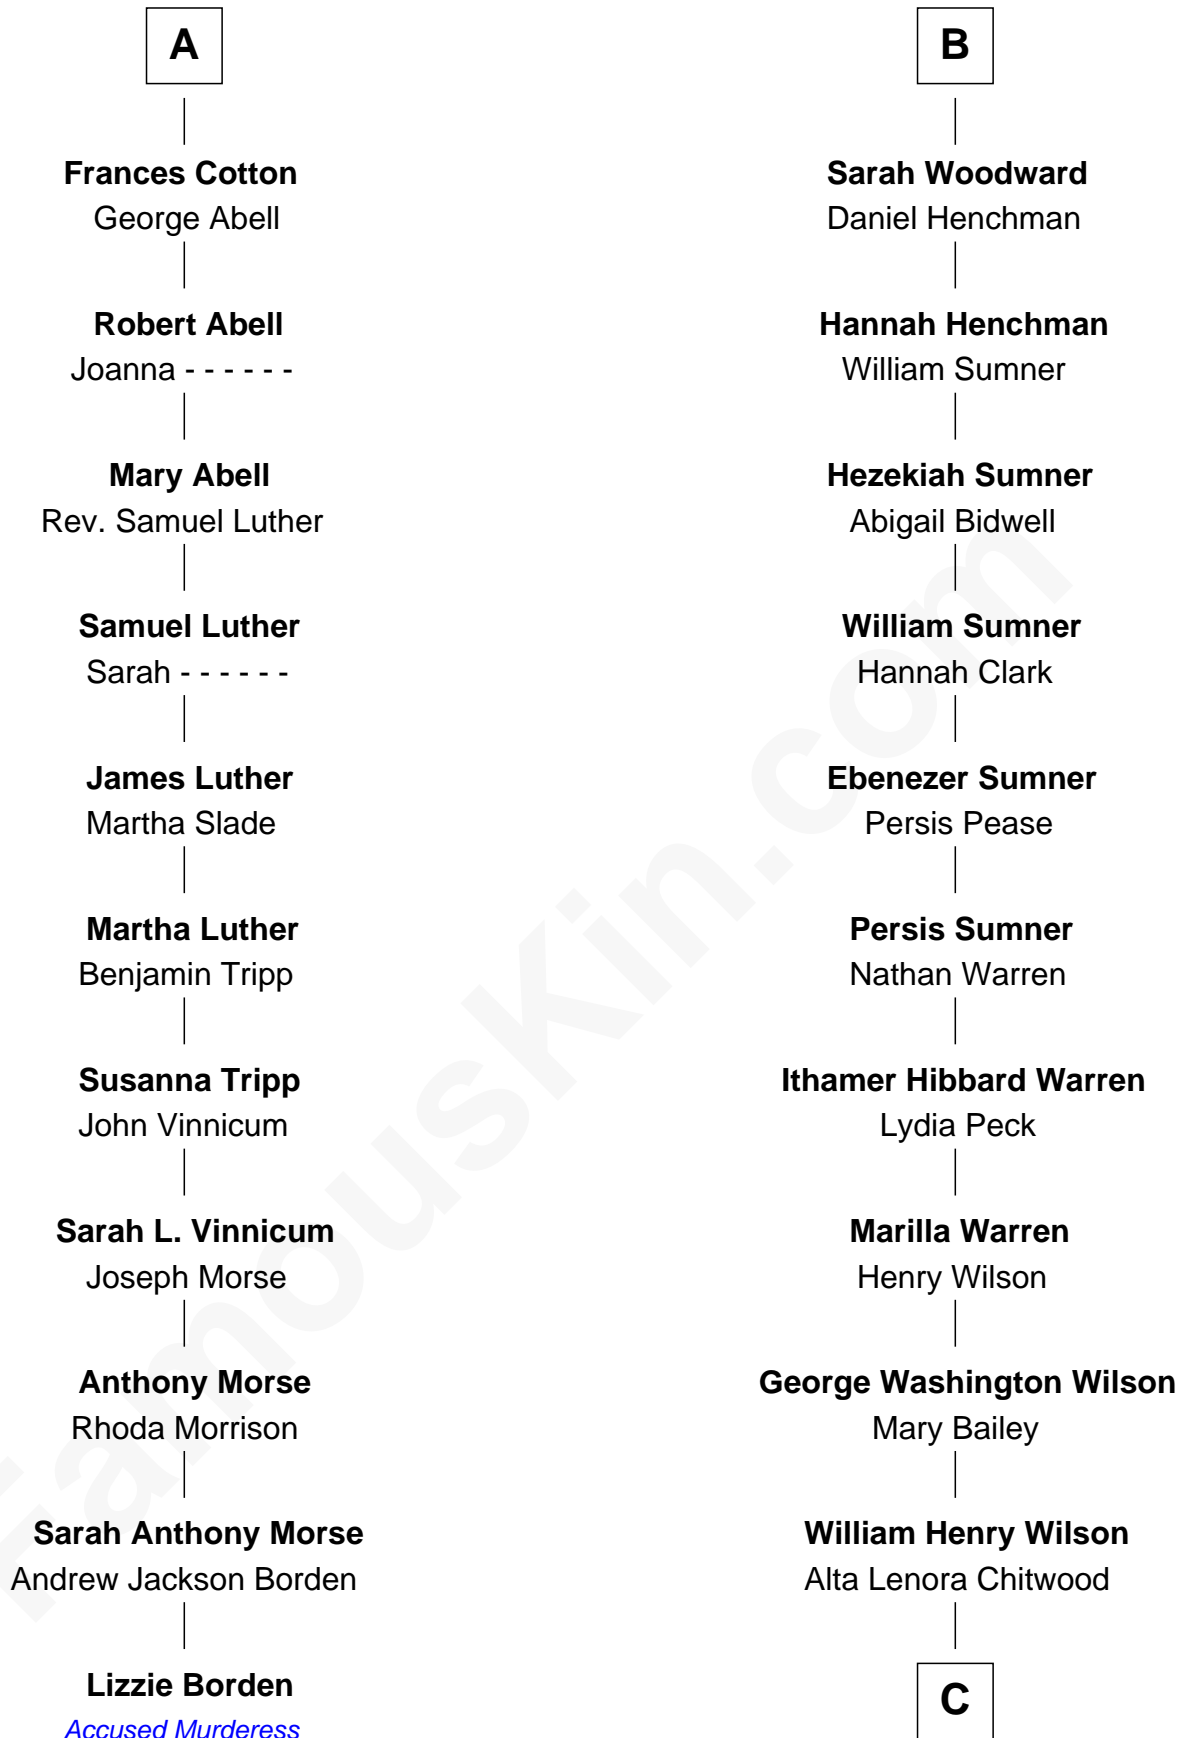 A
Frances Cotton
George Abell
Robert Abell
Joanna - - - - - -
Mary Abell
Rev. Samuel Luther
Samuel Luther
Sarah - - - - - -
James Luther
Martha Slade
Martha Luther
Benjamin Tripp
Susanna Tripp
John Vinnicum
Sarah L. Vinnicum
Joseph Morse
Anthony Morse
Rhoda Morrison
Sarah Anthony Morse
Andrew Jackson Borden
Lizzie Borden
Accused Murderess
B
Sarah Woodward
Daniel Henchman
Hannah Henchman
William Sumner
Hezekiah Sumner
Abigail Bidwell
William Sumner
Hannah Clark
Ebenezer Sumner
Persis Pease
Persis Sumner
Nathan Warren
Ithamer Hibbard Warren
Lydia Peck
Marilla Warren
Henry Wilson
George Washington Wilson
Mary Bailey
William Henry Wilson
Alta Lenora Chitwood
C
FamousKin.com